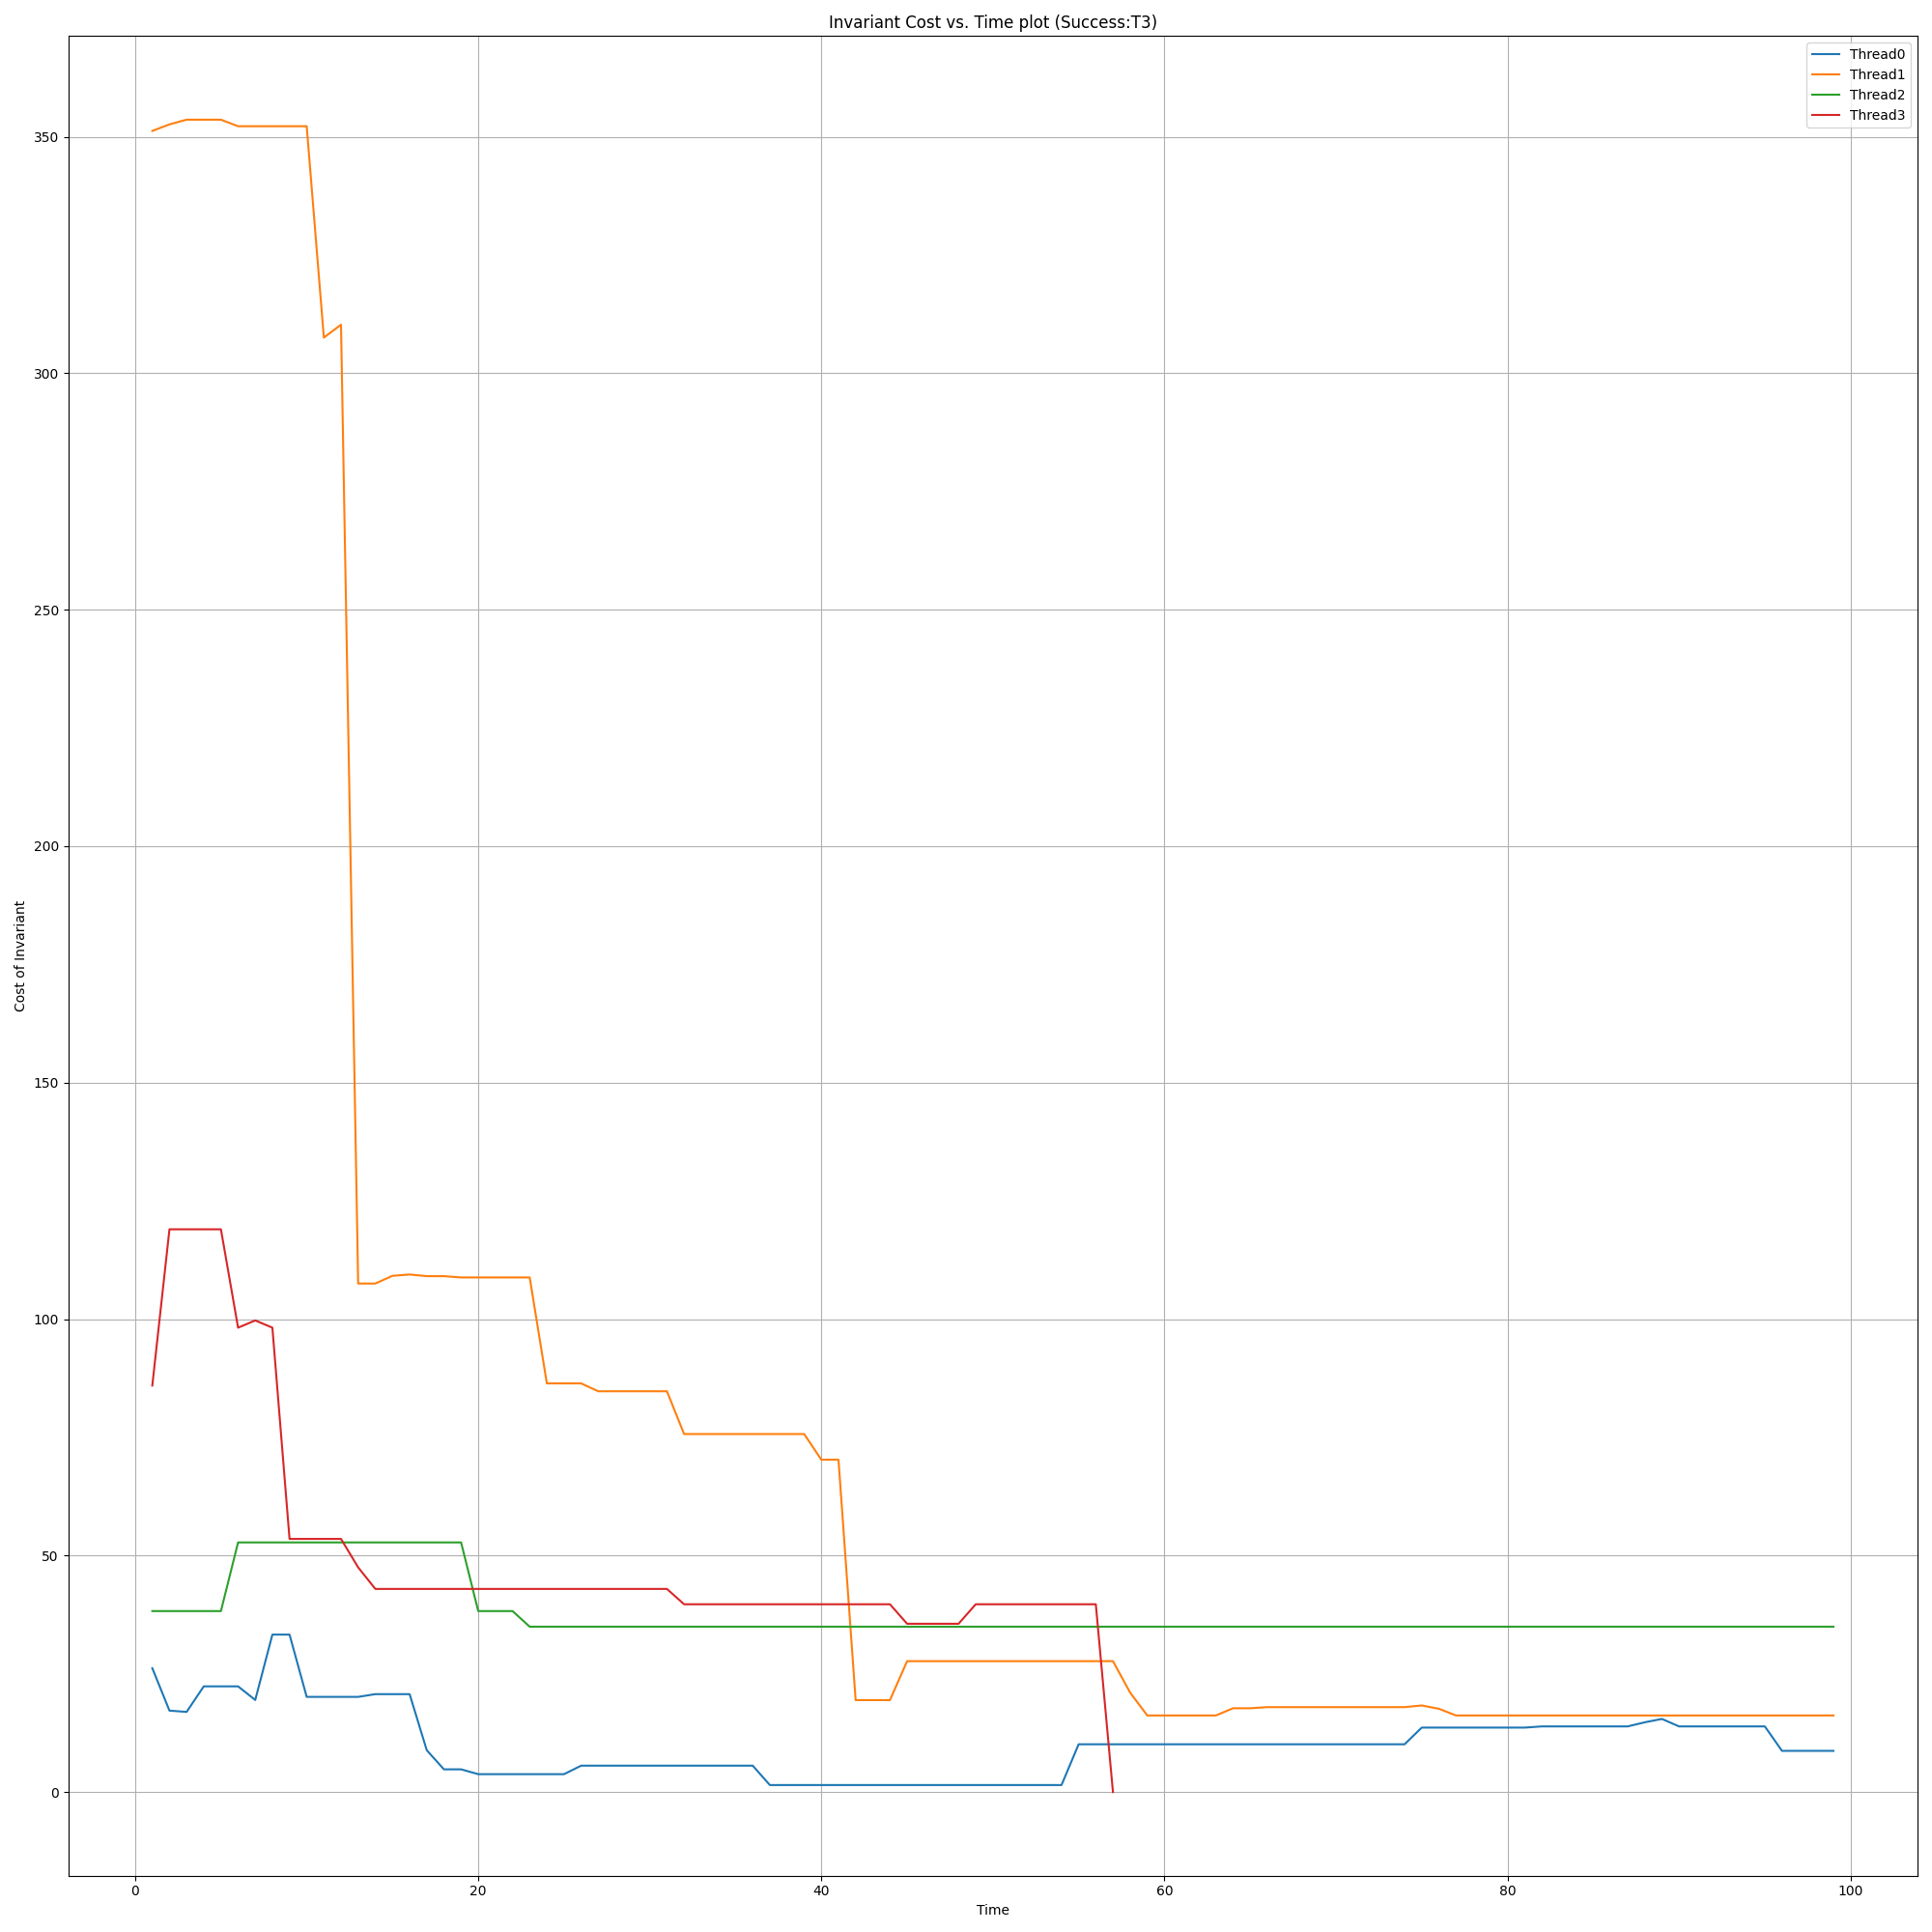 Invariant Cost vs. Time plot (Success:T3)
Thread0
Thread1
Thread2
Thread3
350
300
250
200
150
100
50
0
Cost of Invariant
0 20 40 60 80 100
Time